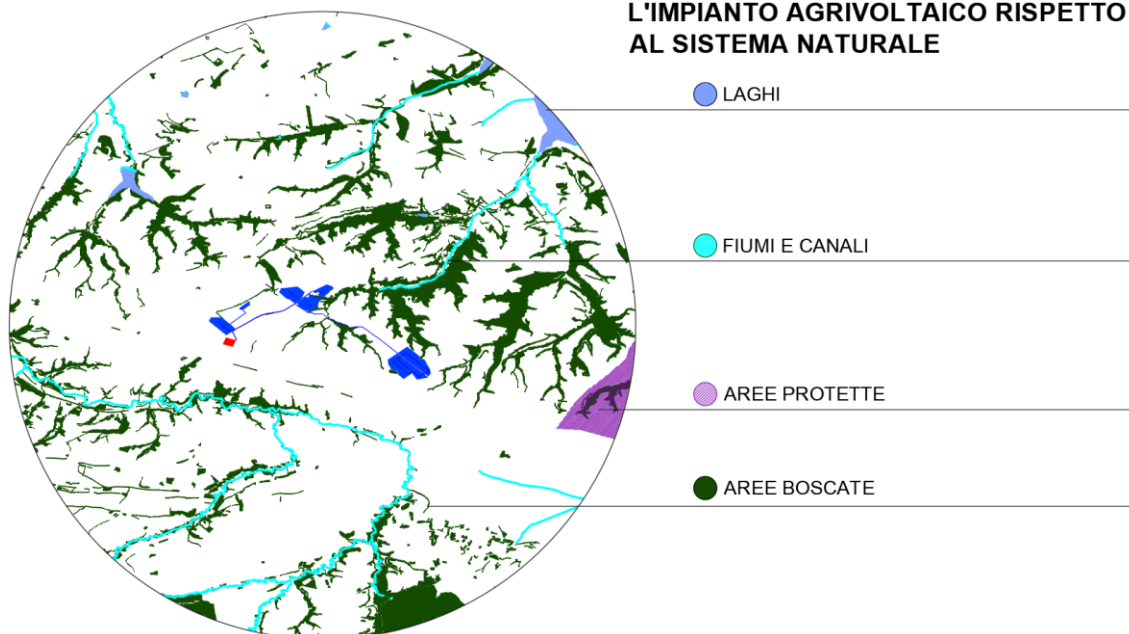 L'IMPIANTO AGRIVOLTAICO RISPETTO
AL SISTEMA NATURALE
LAGHI
FIUMI E CANALI
AREE PROTETTE
AREE BOSCATE